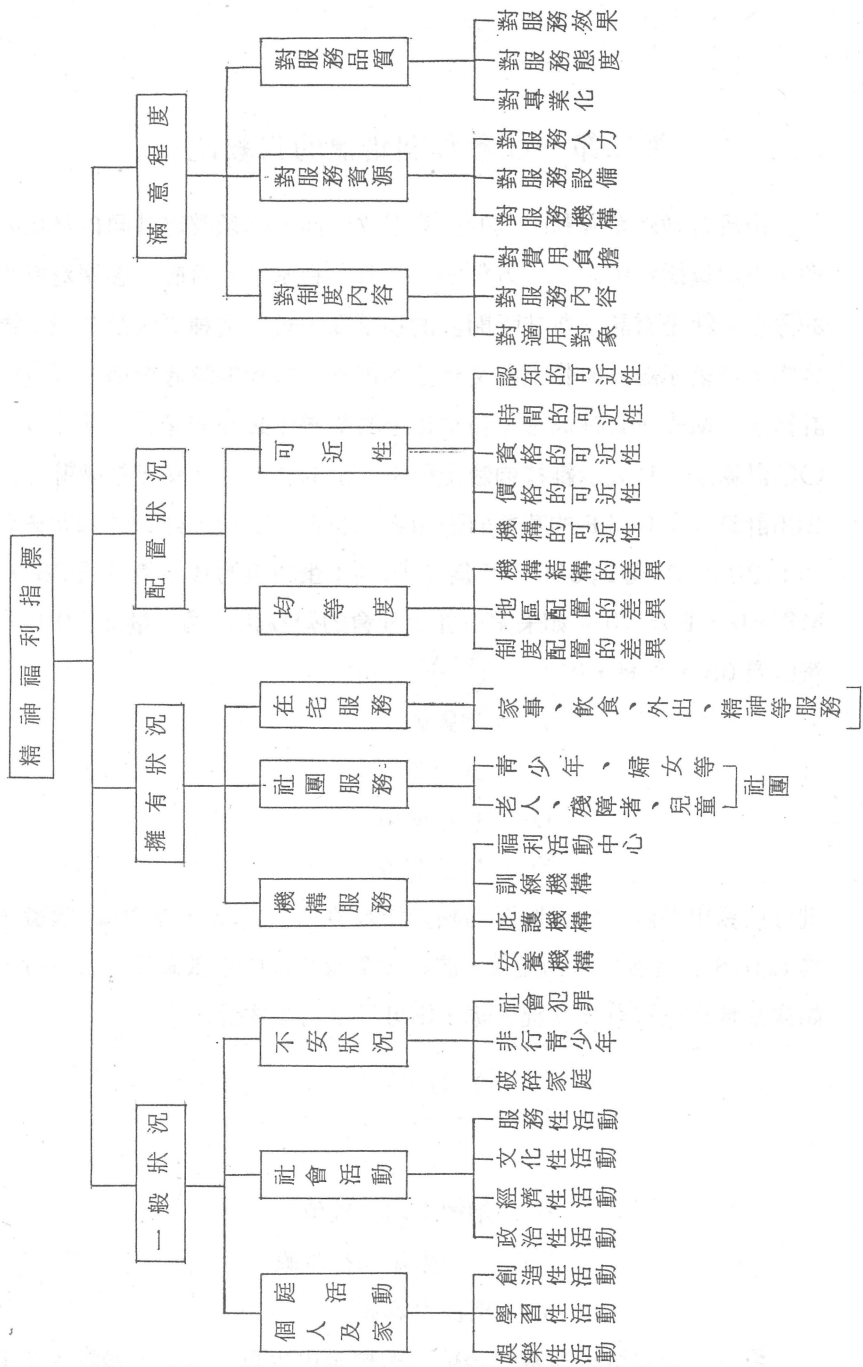 精神福利指標
一般狀況
擁有狀況
配置狀況
滿意程度
個人及家
庭活動
社會活動
不安狀況
機構服務
社團服務
在宅服務
均等度
可近性
對制度內容
對服務資源
對服務品質
娛樂性活動
學習性活動
創造性活動
政治性活動
經濟性活動
文化性活動
服務性活動
破碎家庭
非行青少年
社會犯罪
安養機構
庇護機構
訓練機構
福利活動中心
老人、殘障者、兒童
青少年、婦女等
社團
家事、飲食、外出、精神等服務
制度配置的差異
地區配置的差異
機構結構的差異
機構的可近性
價格的可近性
資格的可近性
時間的可近性
認知的可近性
對適用對象
對服務內容
對費用負擔
對服務機構
對服務設備
對服務人力
對專業化
對服務態度
對服務效果